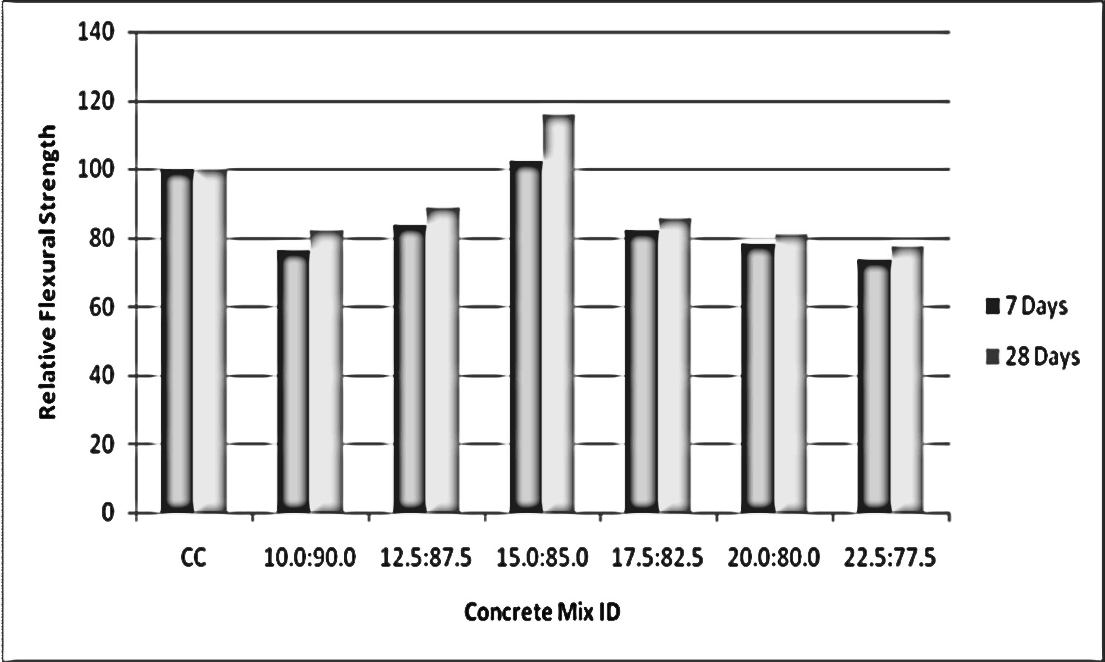 140
120
100
80
60
40
20
0
Relative Flexural Strength
CC 10.0:90.0 12.5:87.5 15.0:85.0 17.5:82.5 20.0:80.0 22.5:77.5
Concrete Mix ID
7 Days
28 Days